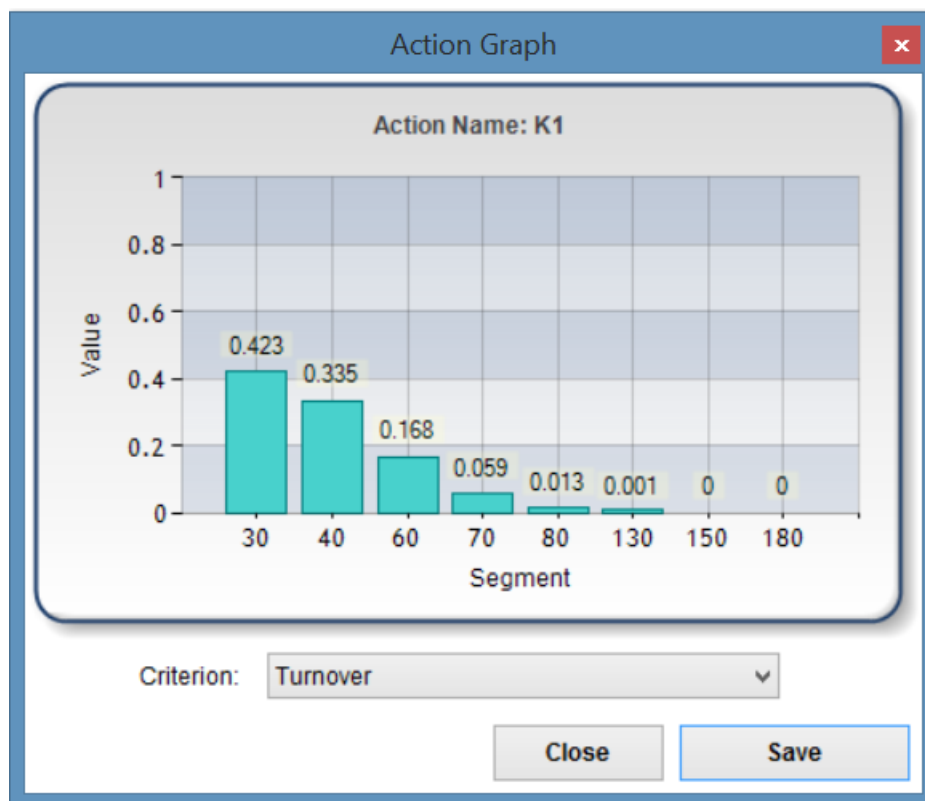 Action Graph
x
Action Name: K1
1
0.8
0.6
0.4
0.2
0
Value
0.423
0.335
0.168
0.059
0.013
0.001
0
0
30 40 60 70 80 130 150 180
Segment
Criterion: Turnover
Close Save